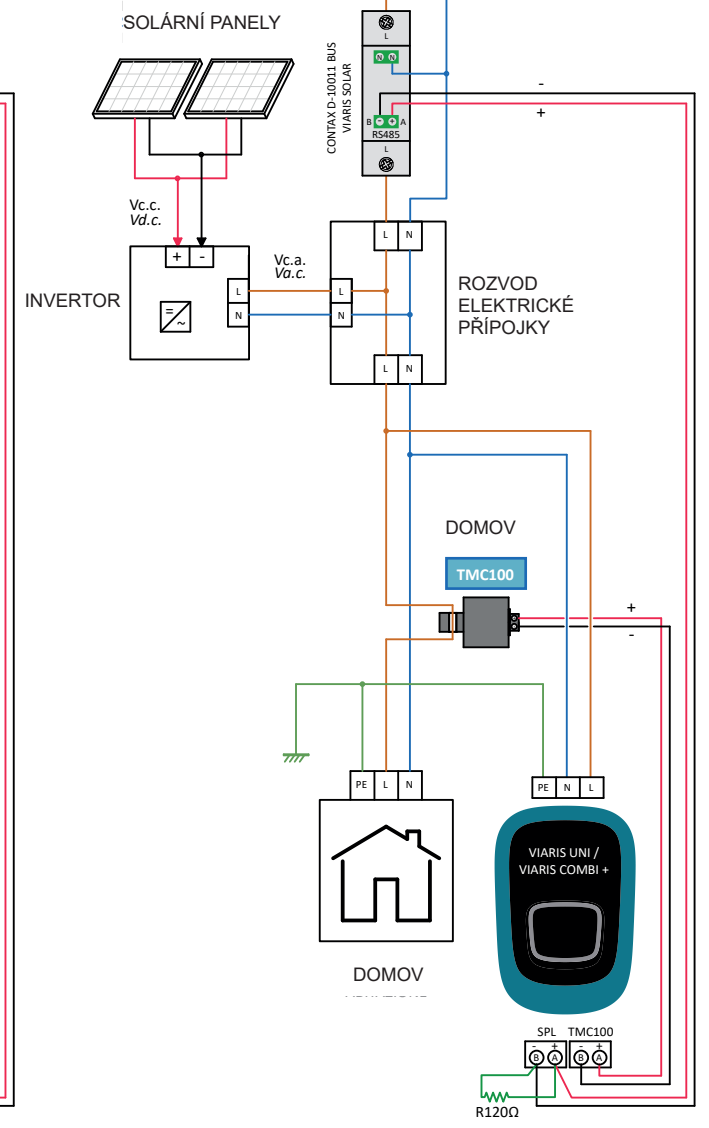 SOLÁRNÍ PANELY
L
N N
CONTAX D-10011 BUS
VIARIS SOLAR
B - + A
RS485
L
-
+
Vc.c.
Vd.c.
+ -
L N
INVERTOR
=
~
L
N
Vc.a.
Va.c.
L
N
ROZVOD
ELEKTRICKÉ
PŘÍPOJKY
L N
DOMOV
TMC100
+
-
PE L N
PE N L
VIARIS UNI /
VIARIS COMBI +
DOMOV
SPL TMC100
- + - +
B A B A
R120Ω